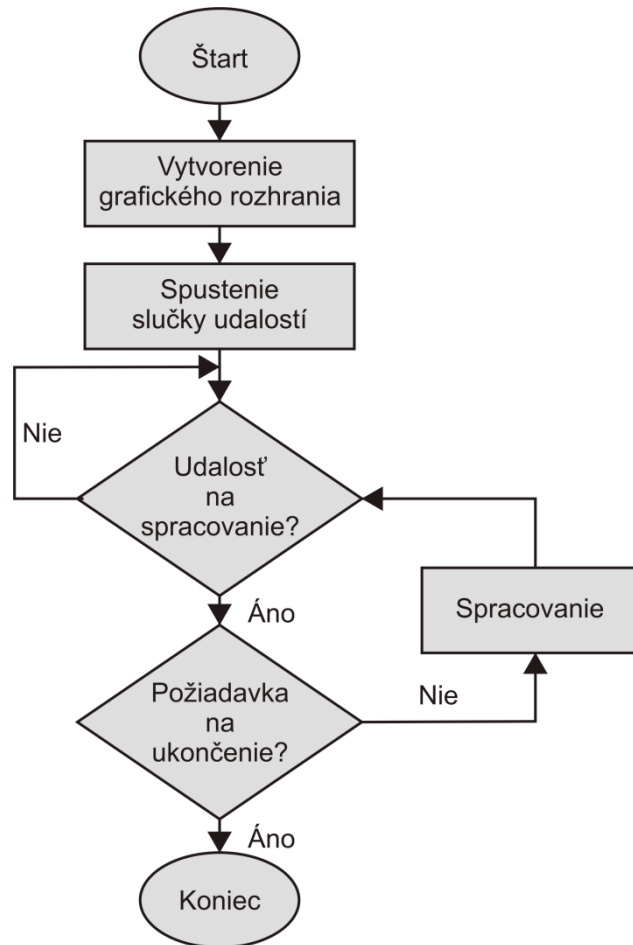 Štart
Vytvorenie
grafického rozhrania
Spustenie
slučky udalostí
Nie
Udalosť
na
spracovanie?
Spracovanie
Áno
Požiadavka
na
ukončenie?
Nie
Áno
Koniec